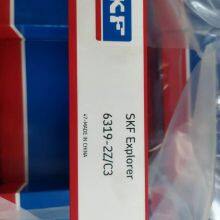 SKF
SKF Explorer
6319-2Z/C3
MADE IN CHINA